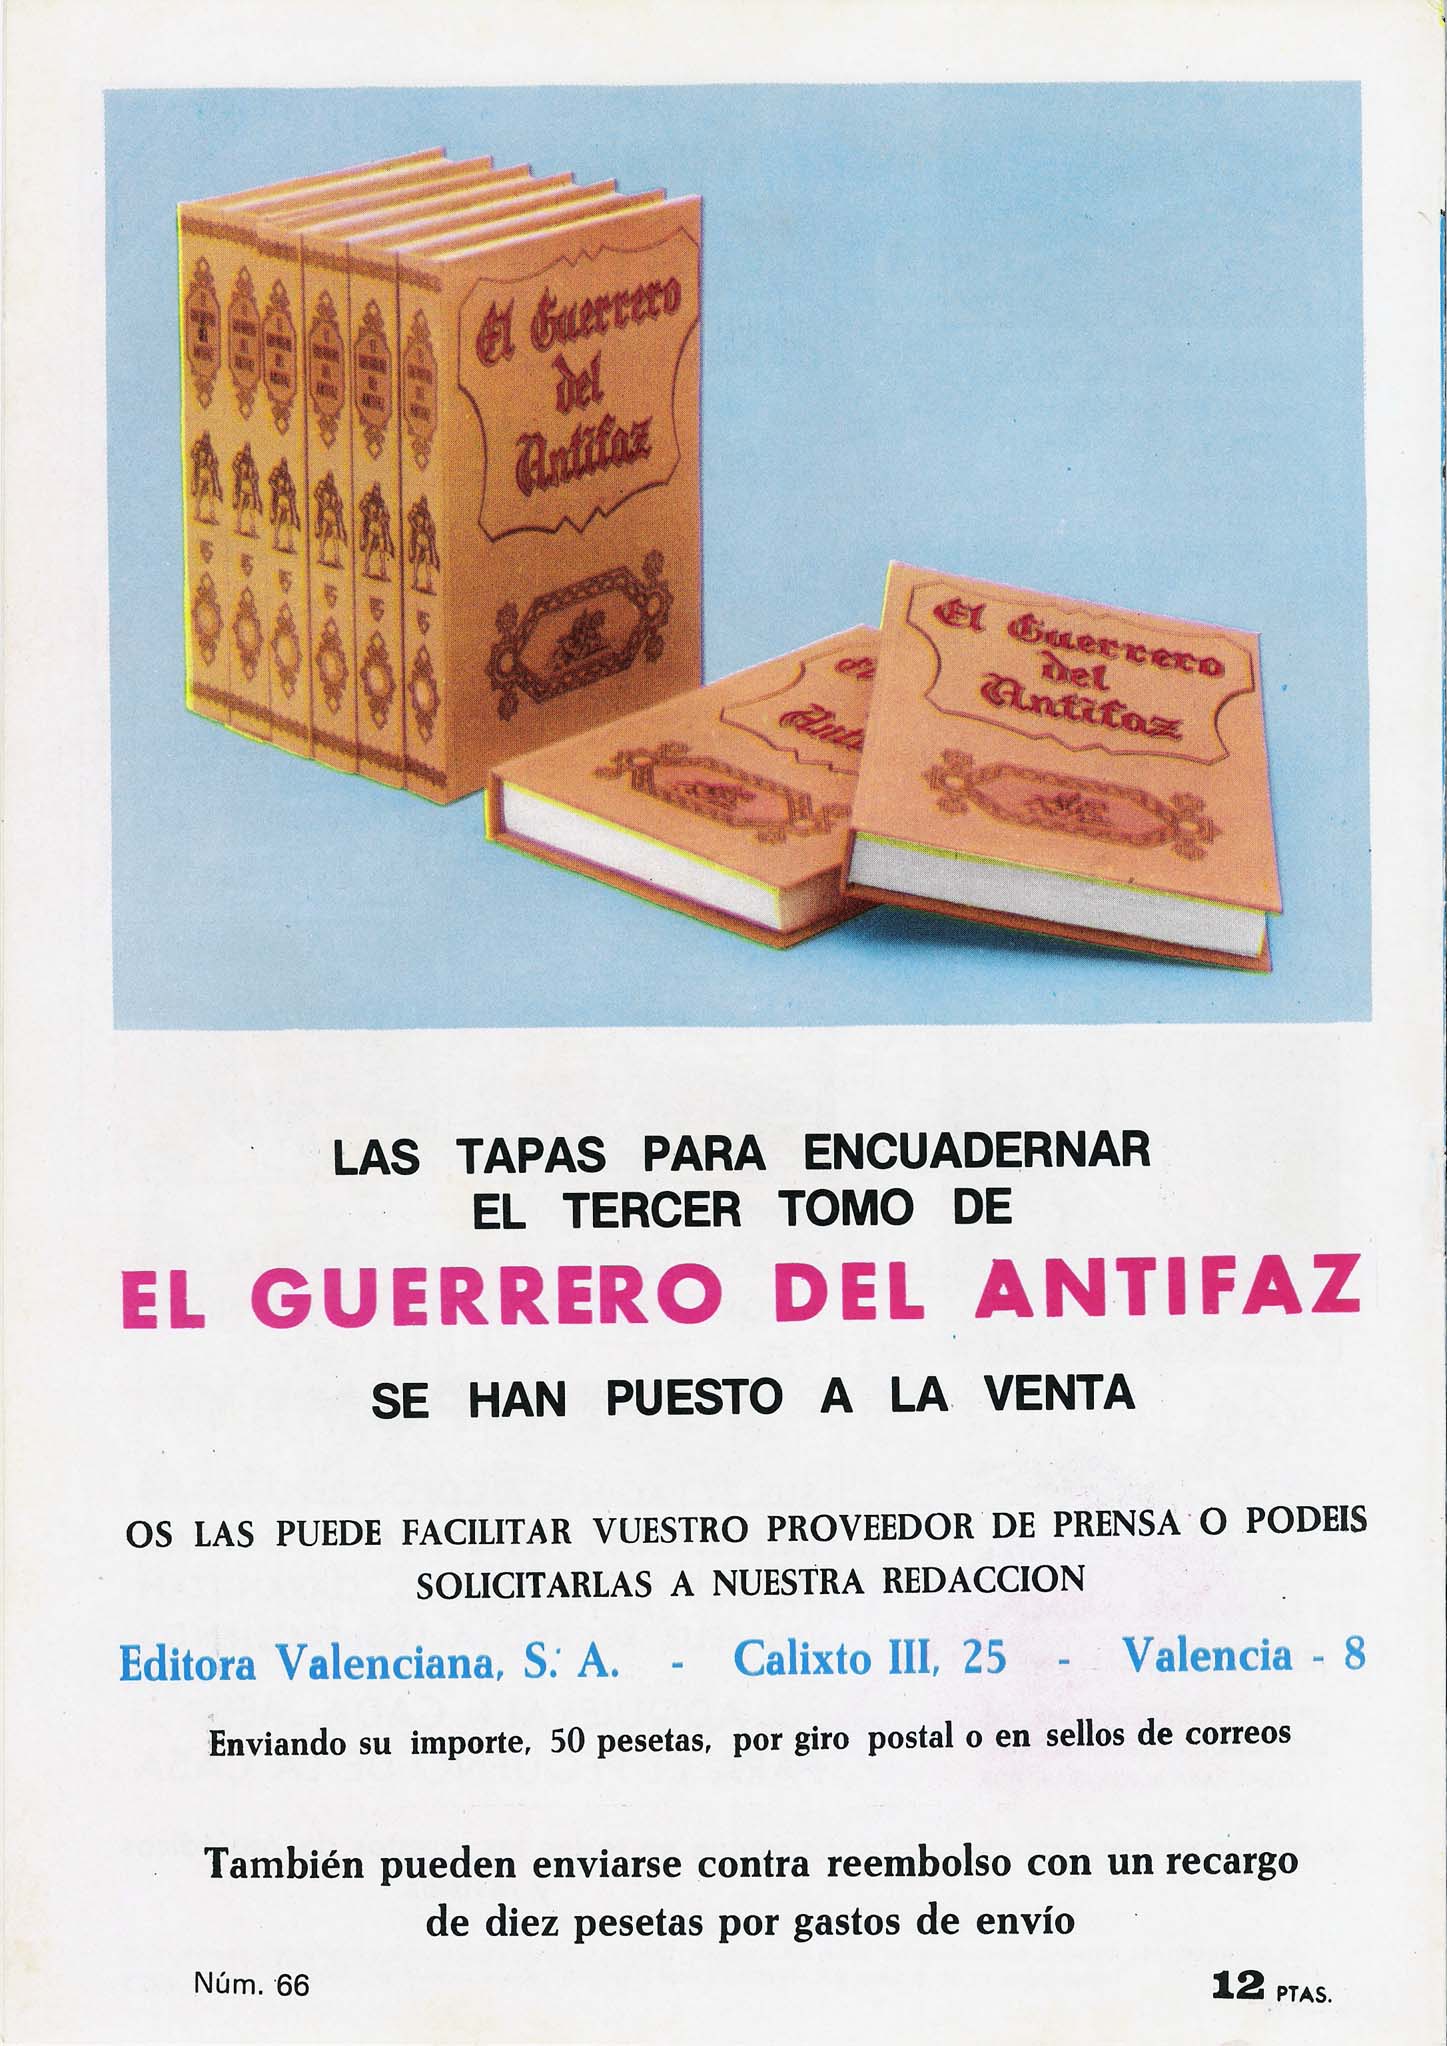 El Guerrero
del
Antifaz
El Guerrero
del
Antifaz
LAS TAPAS PARA ENCUADERNAR
EL TERCER TOMO DE
EL GUERRERO DEL ANTIFAZ
SE HAN PUESTO A LA VENTA
OS LAS PUEDE FACILITAR VUESTRO PROVEEDOR DE PRENSA O PODEIS
SOLICITARLAS A NUESTRA REDACCION
Editora Valenciana, S. A. - Calixto III, 25 - Valencia - 8
Enviando su importe, 50 pesetas, por giro postal o en sellos de correos
También pueden enviarse contra reembolso con un recargo
de diez pesetas por gastos de envío
Núm. 66
12 PTAS.